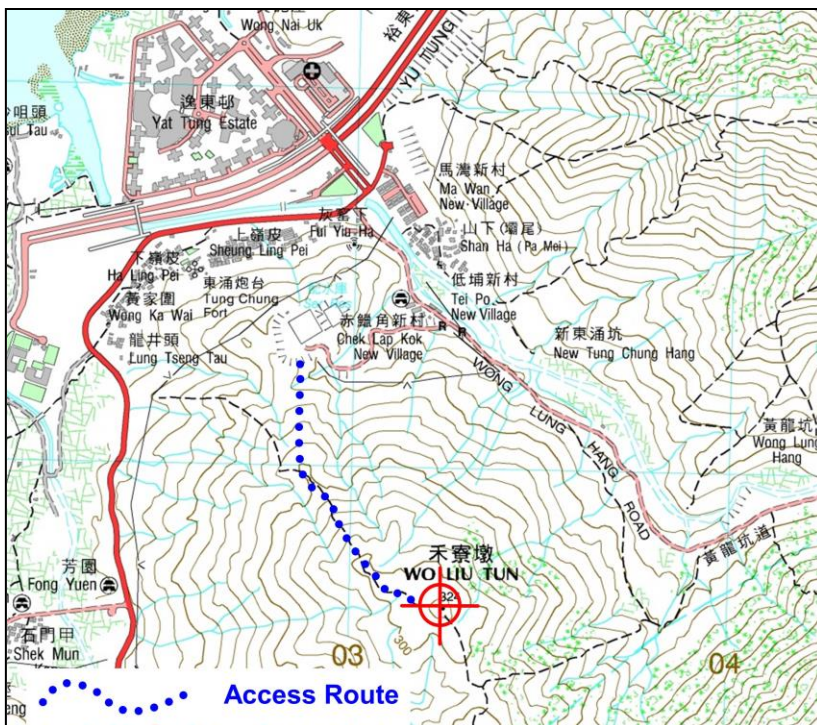 Wong Nai Uk
裕東
YU TUNG
逸東邨
Yat Tung Estate
咀頭
Tau
馬灣新村
Ma Wan
New Village
灰窰下
Fui Yiu Ha
上嶺皮
Sheung Ling Pei
山下(壩尾)
Shan Ha (Pa Mei)
下嶺皮
Ha Ling Pei
東涌炮台
Tung Chung
Fort
黃家圍
Wong Ka Wai
低埔新村
Tei Po
New Village
赤鱲角新村
Chek Lap Kok
New Village
龍井頭
Lung Tseng Tau
新東涌坑
New Tung Chung Hang
WONG LUNG HANG ROAD
黃龍坑
Wong Lung
Hang
黃龍坑道
芳園
Fong Yuen
禾寮墩
WO LIU TUN
324
石門甲
Shek Mun
300
03
04
eng
Access Route